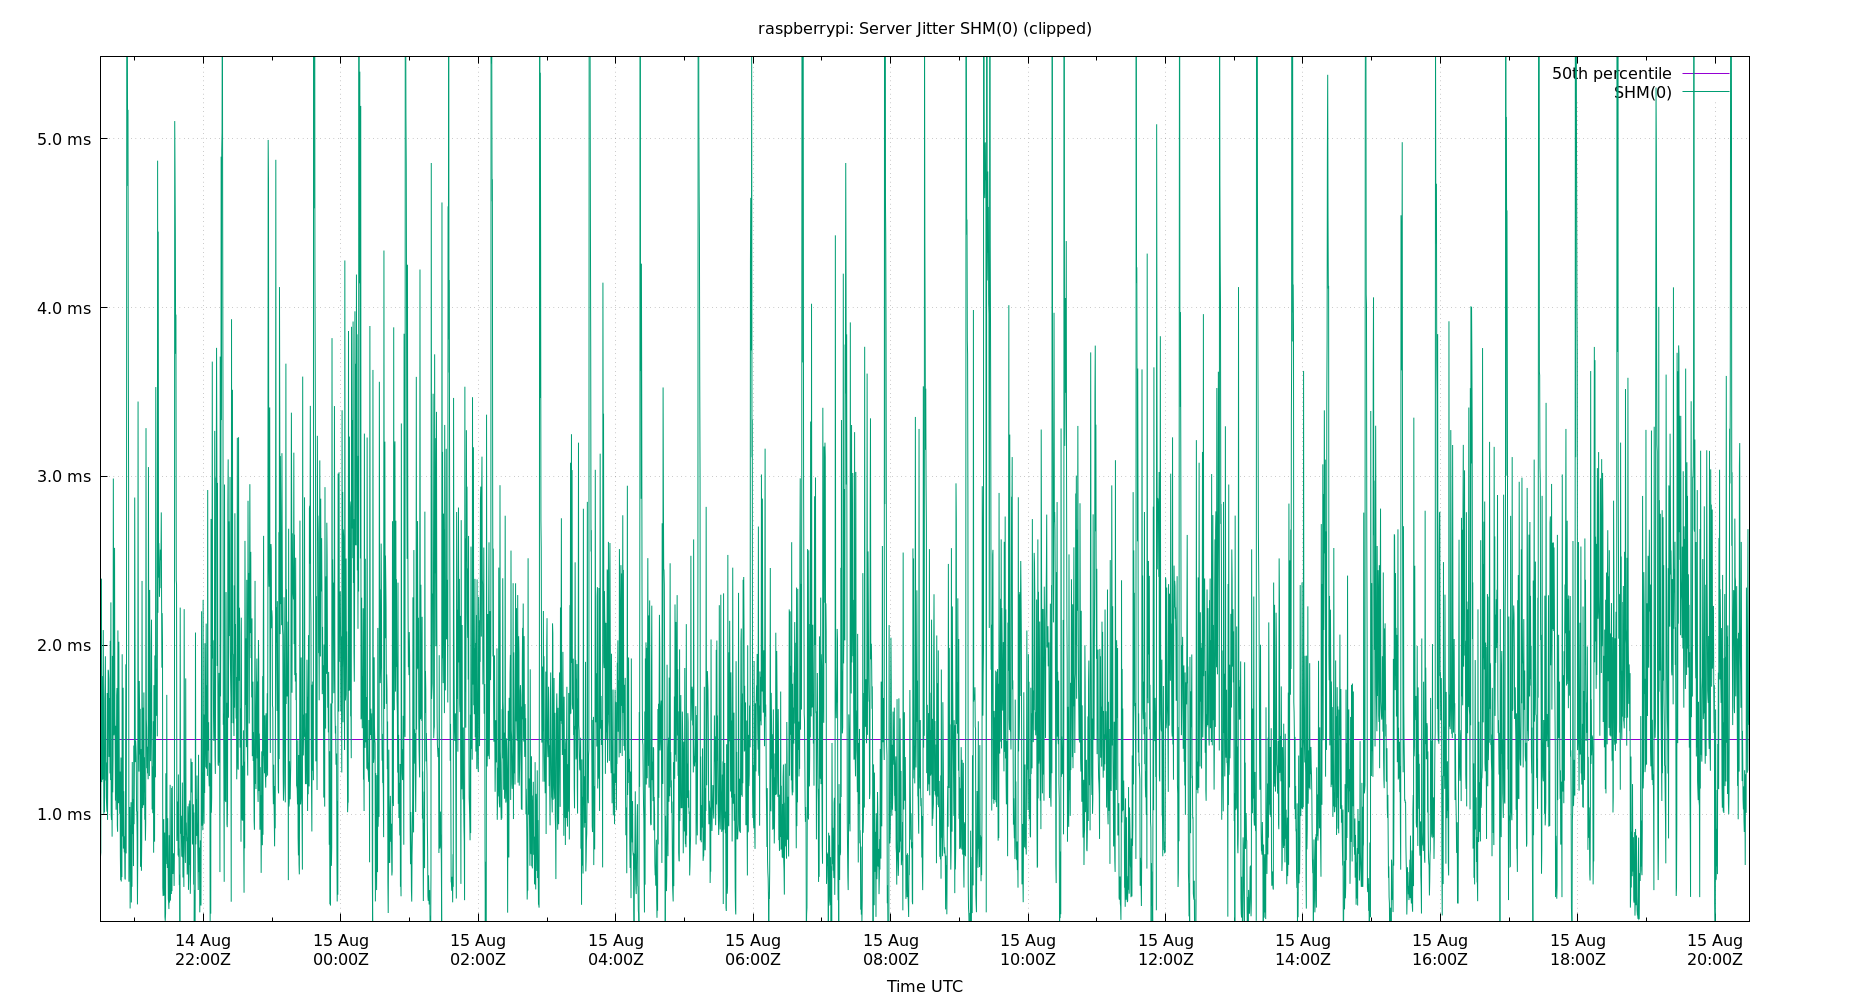 raspberrypi: Server Jitter SHM(0) (clipped)
50th percentile
SHM(0)
5.0 ms
4.0 ms
3.0 ms
2.0 ms
1.0 ms
14 Aug 15 Aug 15 Aug 15 Aug 15 Aug 15 Aug 15 Aug 15 Aug 15 Aug 15 Aug 15 Aug 15 Aug
22:00Z 00:00Z 02:00Z 04:00Z 06:00Z 08:00Z 10:00Z 12:00Z 14:00Z 16:00Z 18:00Z 20:00Z
Time UTC